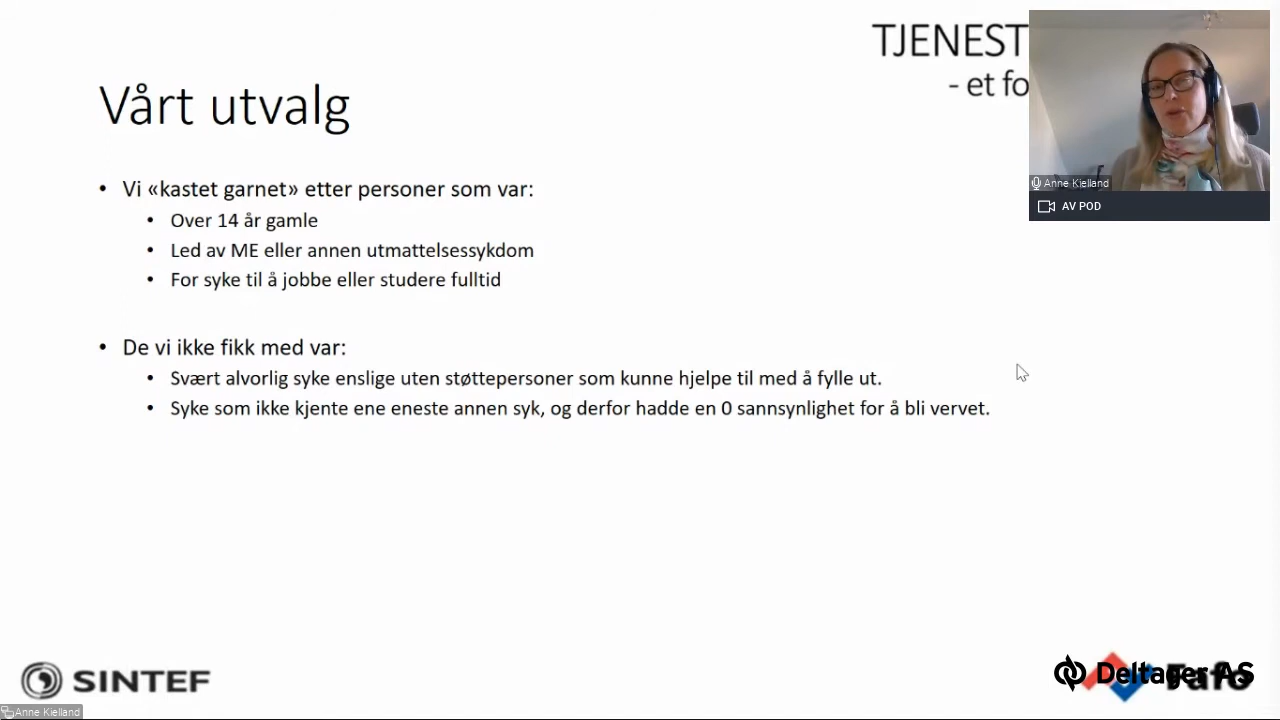 TJENEST
- et fo
Vårt utvalg
• Vi «kastet garnet» etter personer som var:
• Over 14 år gamle
• Led av ME eller annen utmattelsessykdom
• For syke til å jobbe eller studere fulltid
• De vi ikke fikk med var:
• Svært alvorlig syke enslige uten støttepersoner som kunne hjelpe til med å fylle ut.
• Syke som ikke kjente ene eneste annen syk, og derfor hadde en 0 sannsynlighet for å bli vervet.
Anne Kielland
AV POD
SINTEF
Deltager AS
Fafo
Anne Kielland